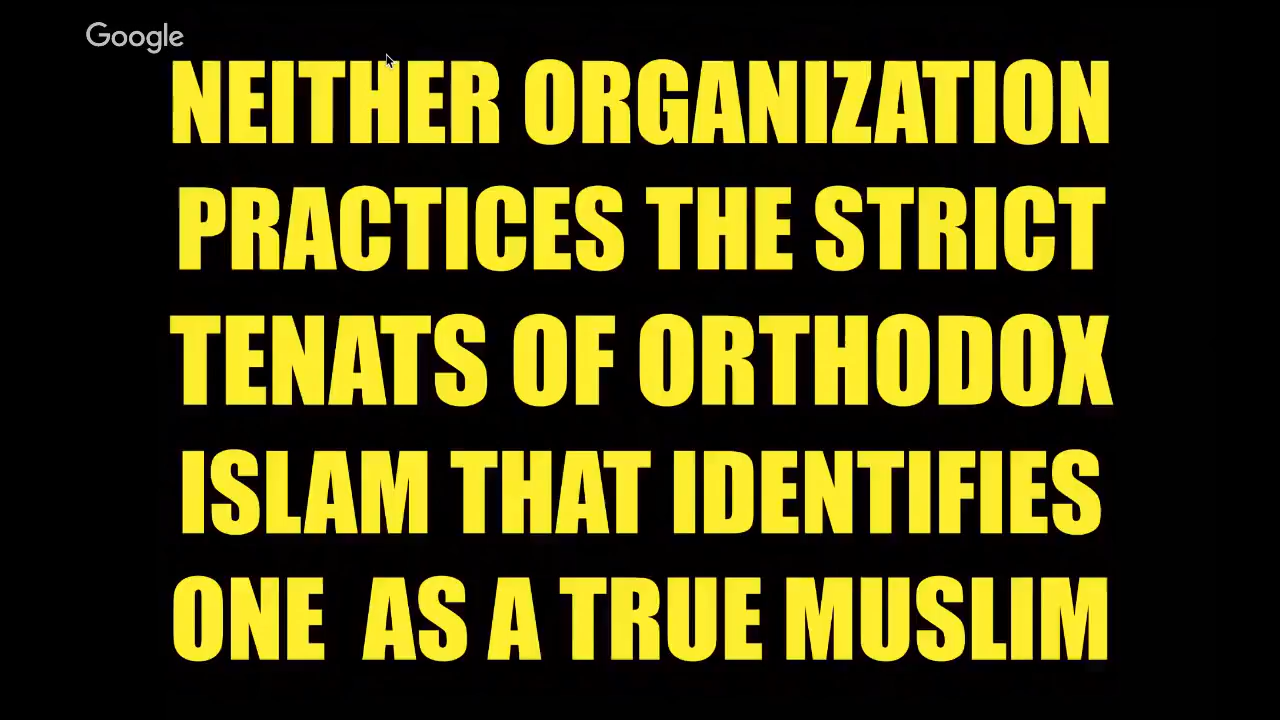 Google
NEITHER ORGANIZATION
PRACTICES THE STRICT
TENATS OF ORTHODOX
ISLAM THAT IDENTIFIES
ONE AS A TRUE MUSLIM